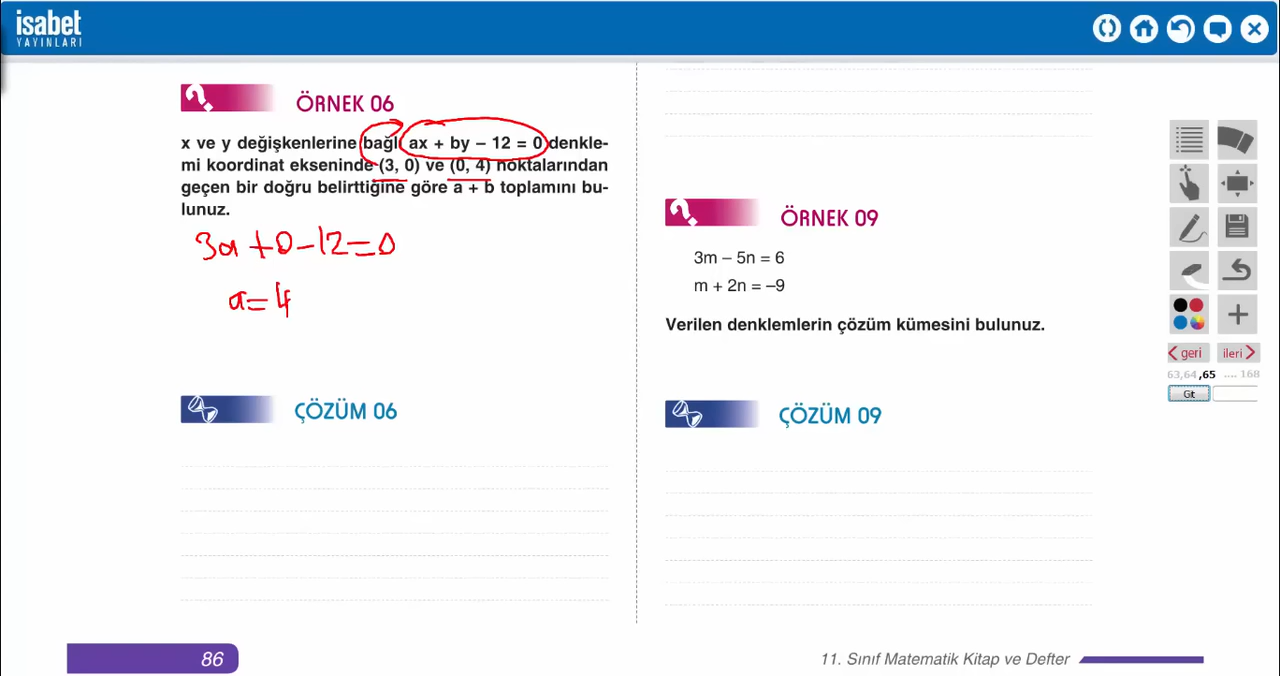 isabet
YAYINLARI
ÖRNEK 06
x ve y değişkenlerine bağlı ax + by – 12 = 0 denkle-
mi koordinat ekseninde (3, 0) ve (0, 4) noktalarından
geçen bir doğru belirttiğine göre a + b toplamını bu-
lunuz.
3a + 0 – 12 = 0
a = 4
ÇÖZÜM 06
86
ÖRNEK 09
3m – 5n = 6
m + 2n = –9
Verilen denklemlerin çözüm kümesini bulunuz.
ÇÖZÜM 09
11. Sınıf Matematik Kitap ve Defter
geri ileri
63,64,65 .... 168
Git